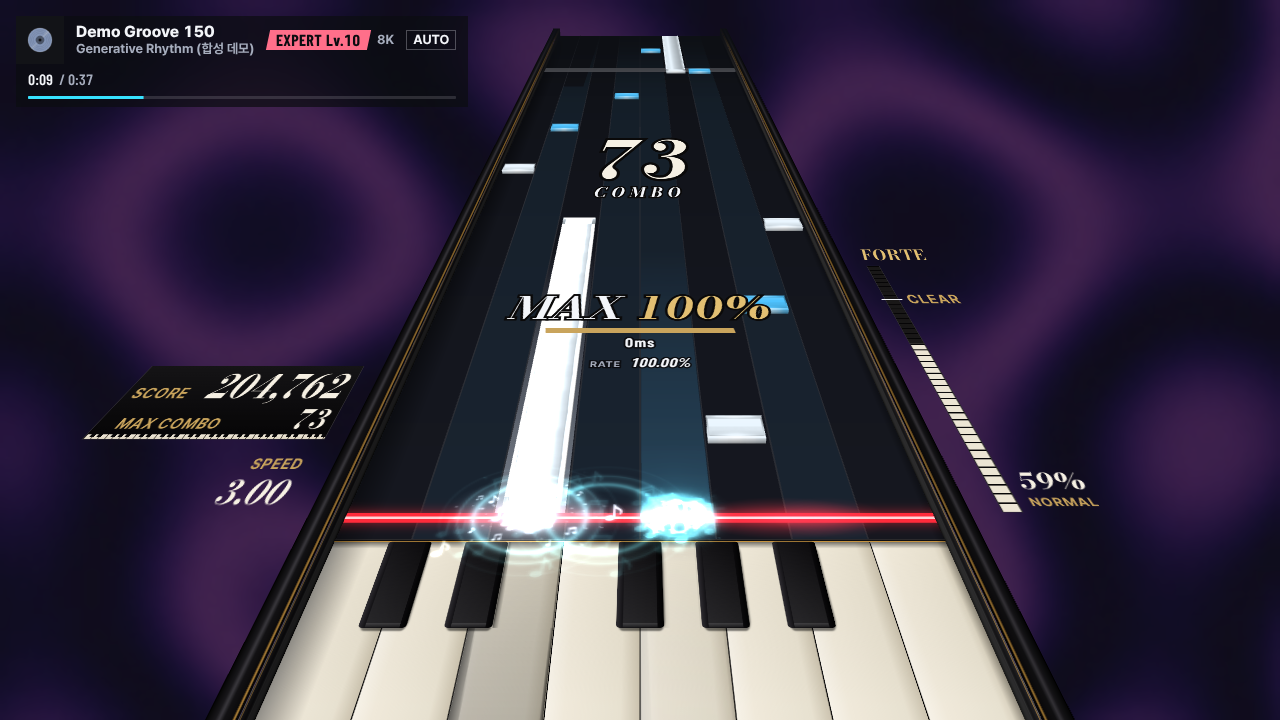 Demo Groove 150
Generative Rhythm (합성 데모)
EXPERT Lv.10
8K
AUTO
0:09 / 0:37
73
COMBO
FORTE
CLEAR
MAX 100%
0ms
RATE 100.00%
SCORE 204,762
MAX COMBO 73
SPEED
3.00
59%
NORMAL